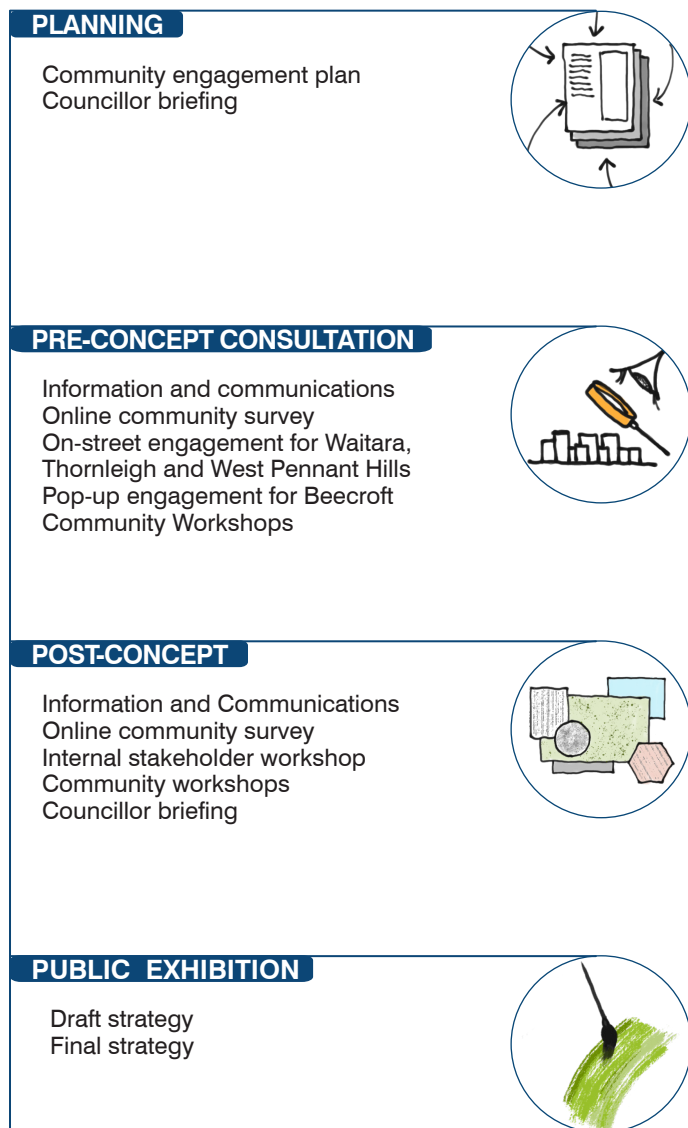 PLANNING
Community engagement plan
Councillor briefing
PRE-CONCEPT CONSULTATION
Information and communications
Online community survey
On-street engagement for Waitara,
Thornleigh and West Pennant Hills
Pop-up engagement for Beecroft
Community Workshops
POST-CONCEPT
Information and Communications
Online community survey
Internal stakeholder workshop
Community workshops
Councillor briefing
PUBLIC EXHIBITION
Draft strategy
Final strategy